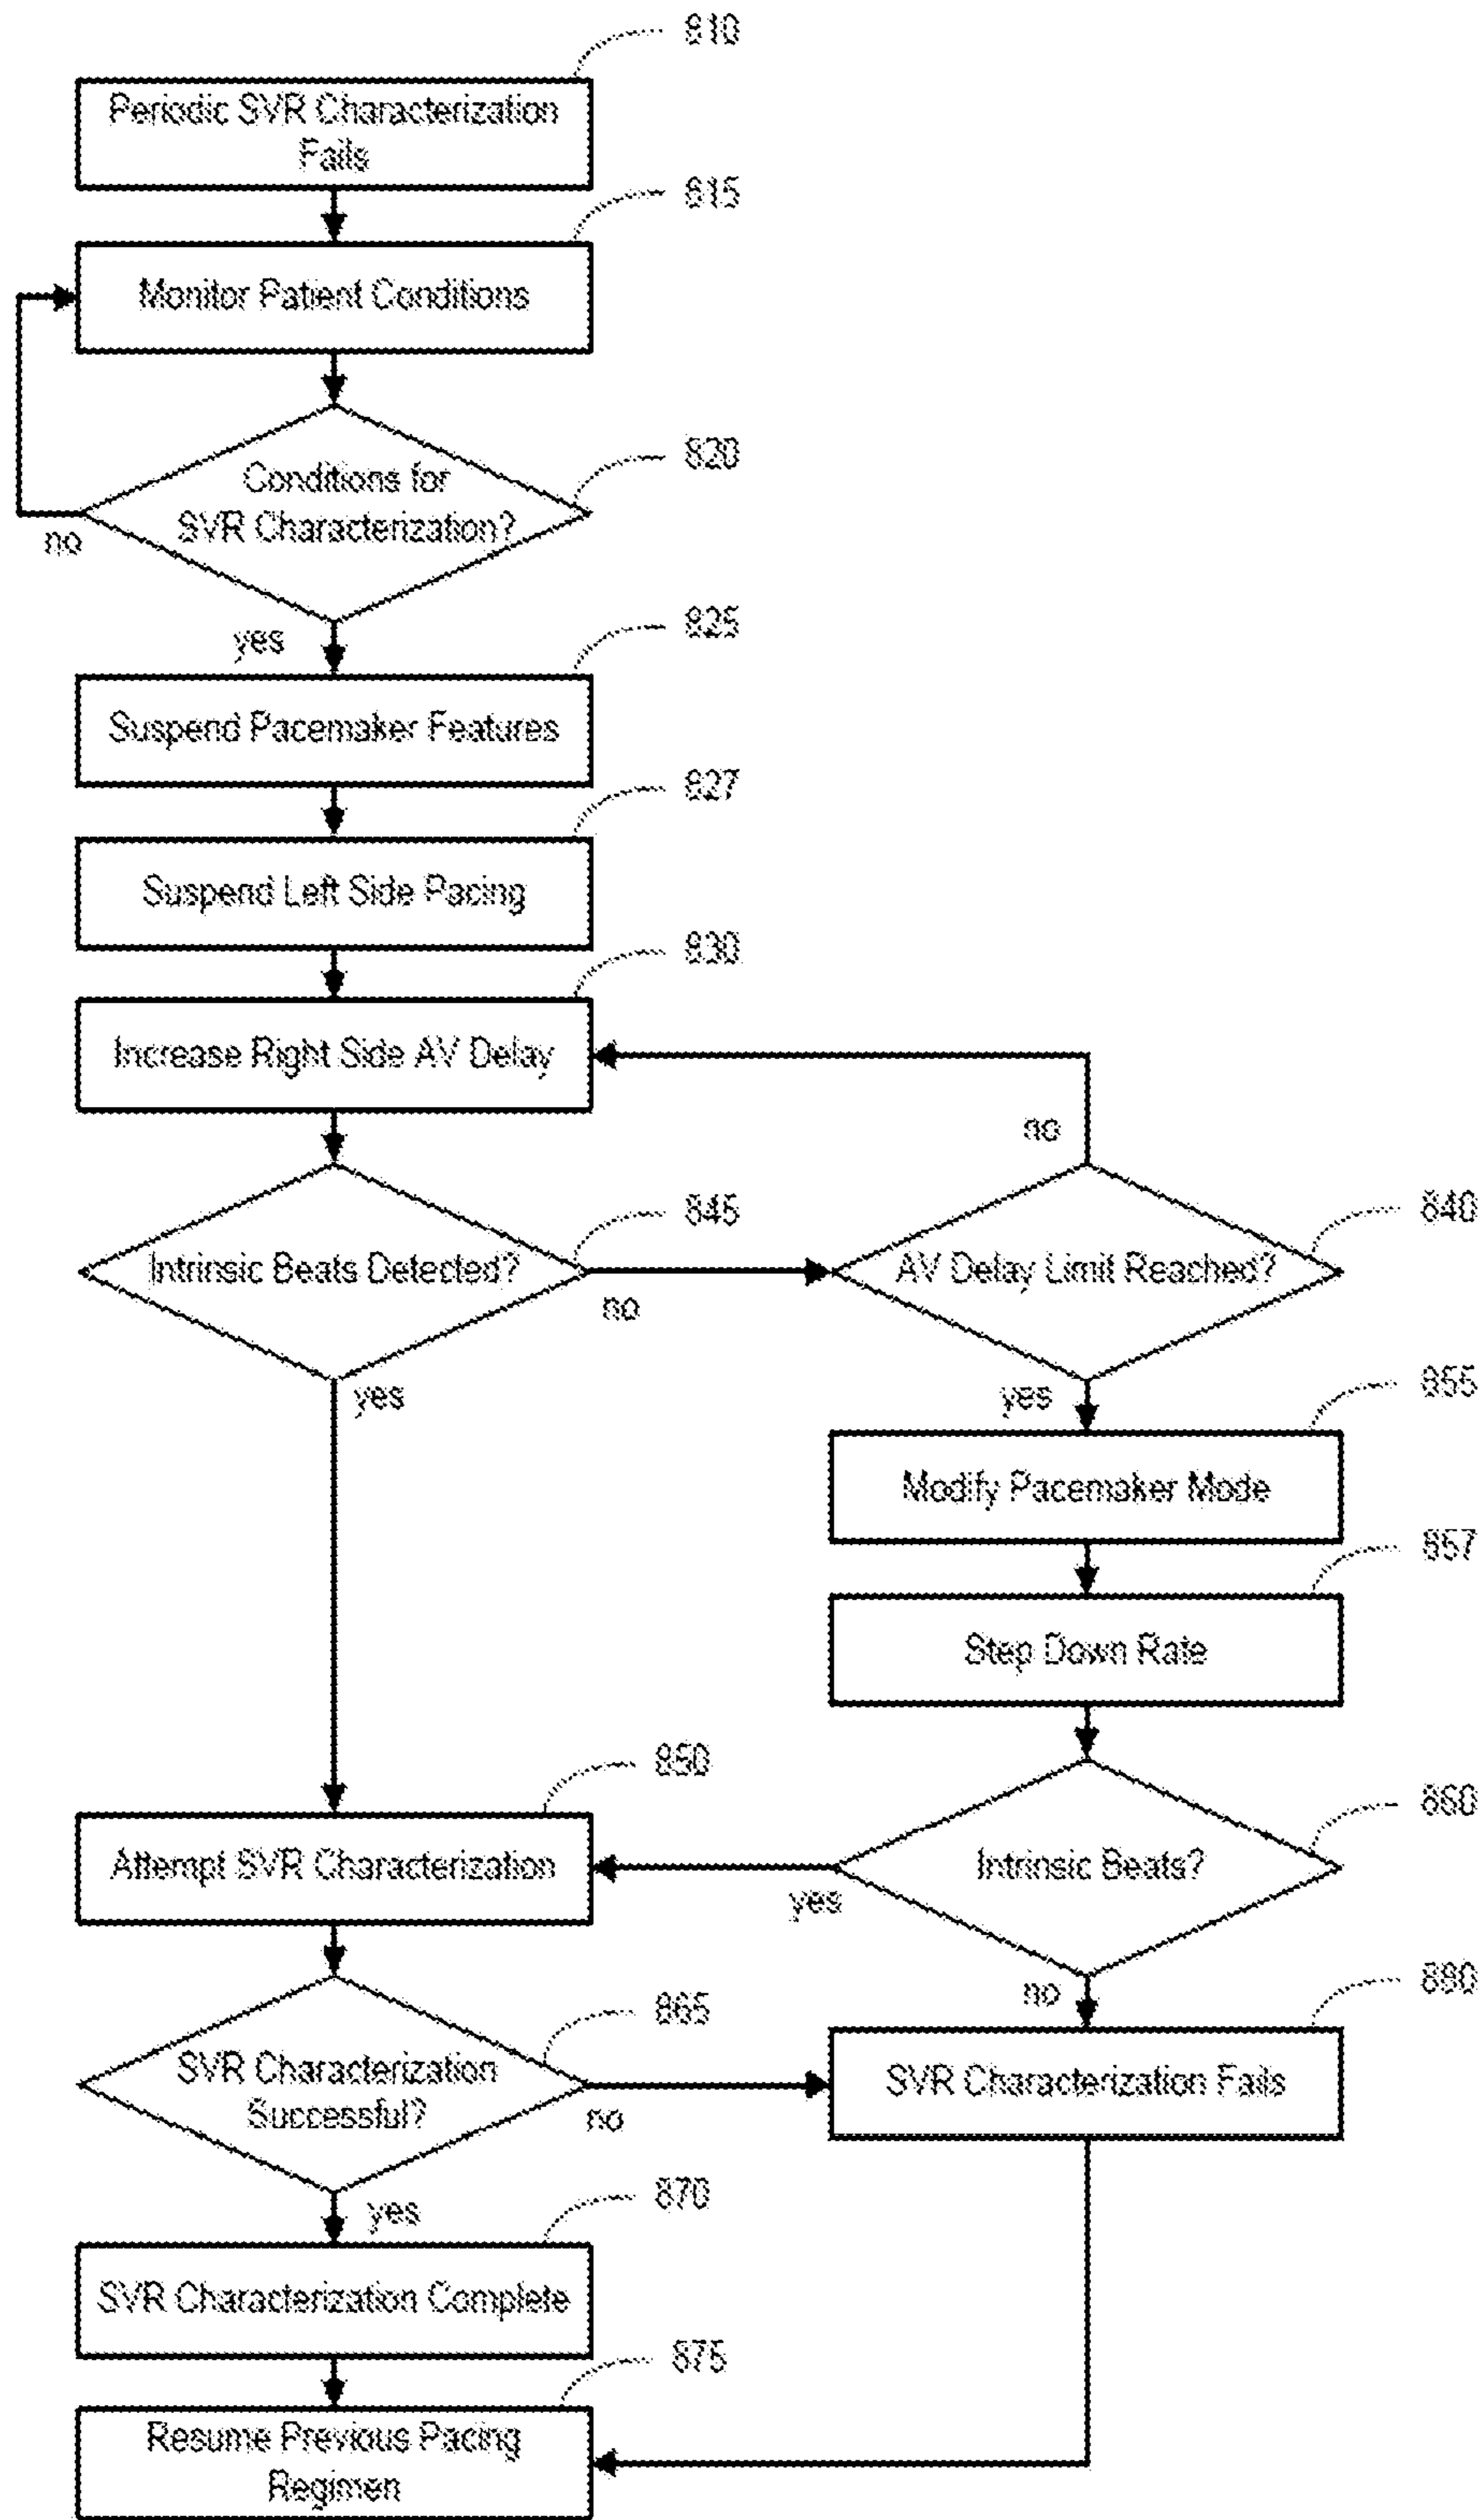 810
Periodic SVR Characterization
Fails
815
Monitor Patient Conditions
820
Conditions for
SVR Characterization?
no
yes
825
Suspend Pacemaker Features
827
Suspend Left Side Pacing
830
Increase Right Side AV Delay
no
845
840
Intrinsic Beats Detected?
AV Delay Limit Reached?
no
yes
yes
855
Modify Pacemaker Mode
857
Step Down Rate
850
860
Attempt SVR Characterization
Intrinsic Beats?
yes
no
880
865
SVR Characterization
Successful?
SVR Characterization Fails
no
yes
870
SVR Characterization Complete
875
Resume Previous Pacing
Regimen